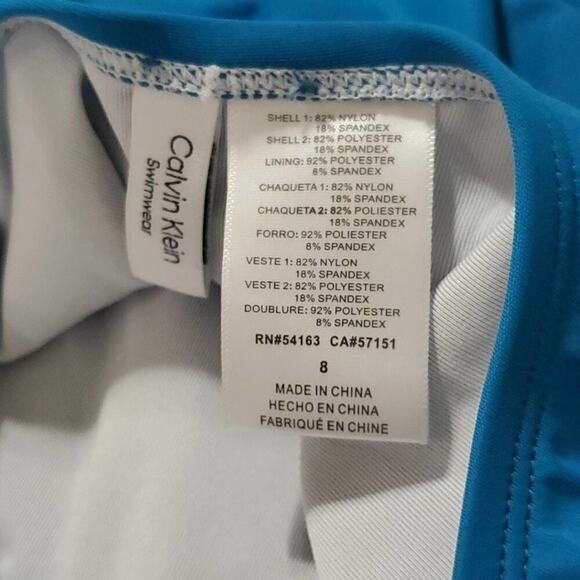 Calvin Klein
Swimwear
SHELL 1: 82% NYLON
18% SPANDEX
SHELL 2: 82% POLYESTER
18% SPANDEX
LINING: 92% POLYESTER
8% SPANDEX
CHAQUETA 1: 82% NYLON
18% SPANDEX
CHAQUETA 2: 82% POLIESTER
18% SPANDEX
FORRO: 92% POLIESTER
8% SPANDEX
VESTE 1: 82% NYLON
18% SPANDEX
VESTE 2: 82% POLYESTER
18% SPANDEX
DOUBLURE: 92% POLYESTER
8% SPANDEX
RN#54163 CA#57151
8
MADE IN CHINA
HECHO EN CHINA
FABRIQUÉ EN CHINE